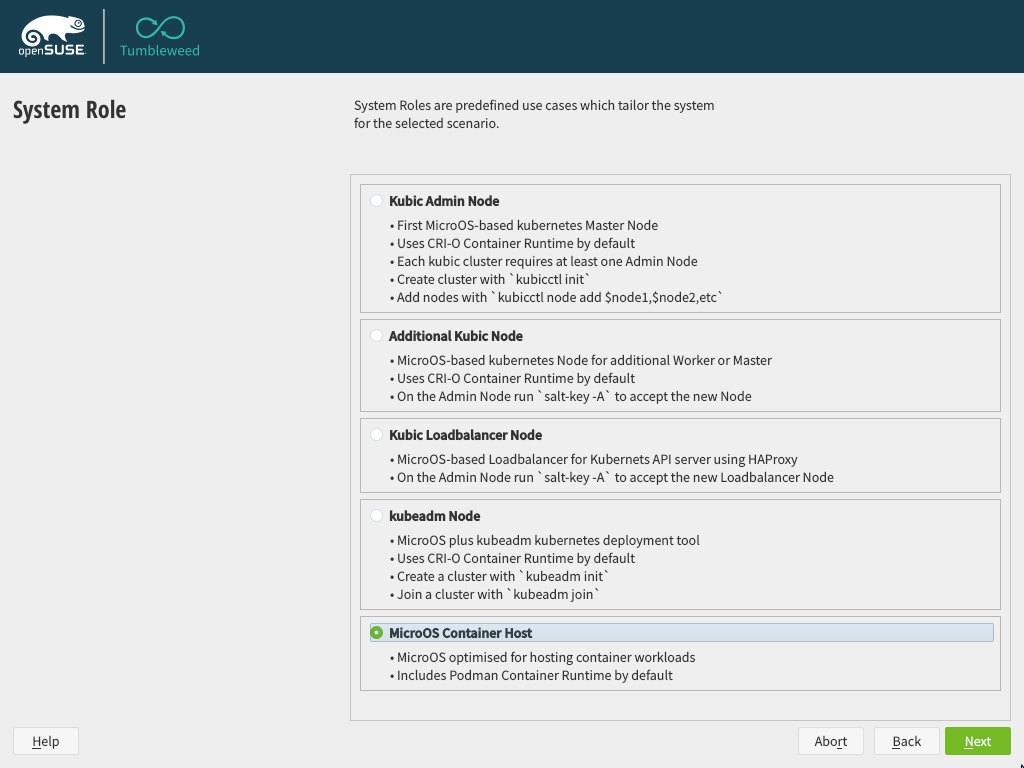 openSUSE
Tumbleweed
System Role
System Roles are predefined use cases which tailor the system
for the selected scenario.
Kubic Admin Node
• First MicroOS-based kubernetes Master Node
• Uses CRI-O Container Runtime by default
• Each kubic cluster requires at least one Admin Node
• Create cluster with `kubicctl init`
• Add nodes with `kubicctl node add $node1,$node2,etc`
Additional Kubic Node
• MicroOS-based kubernetes Node for additional Worker or Master
• Uses CRI-O Container Runtime by default
• On the Admin Node run `salt-key -A` to accept the new Node
Kubic Loadbalancer Node
• MicroOS-based Loadbalancer for Kubernets API server using HAProxy
• On the Admin Node run `salt-key -A` to accept the new Loadbalancer Node
kubeadm Node
• MicroOS plus kubeadm kubernetes deployment tool
• Uses CRI-O Container Runtime by default
• Create a cluster with `kubeadm init`
• Join a cluster with `kubeadm join`
MicroOS Container Host
• MicroOS optimised for hosting container workloads
• Includes Podman Container Runtime by default
Help
Abort
Back
Next